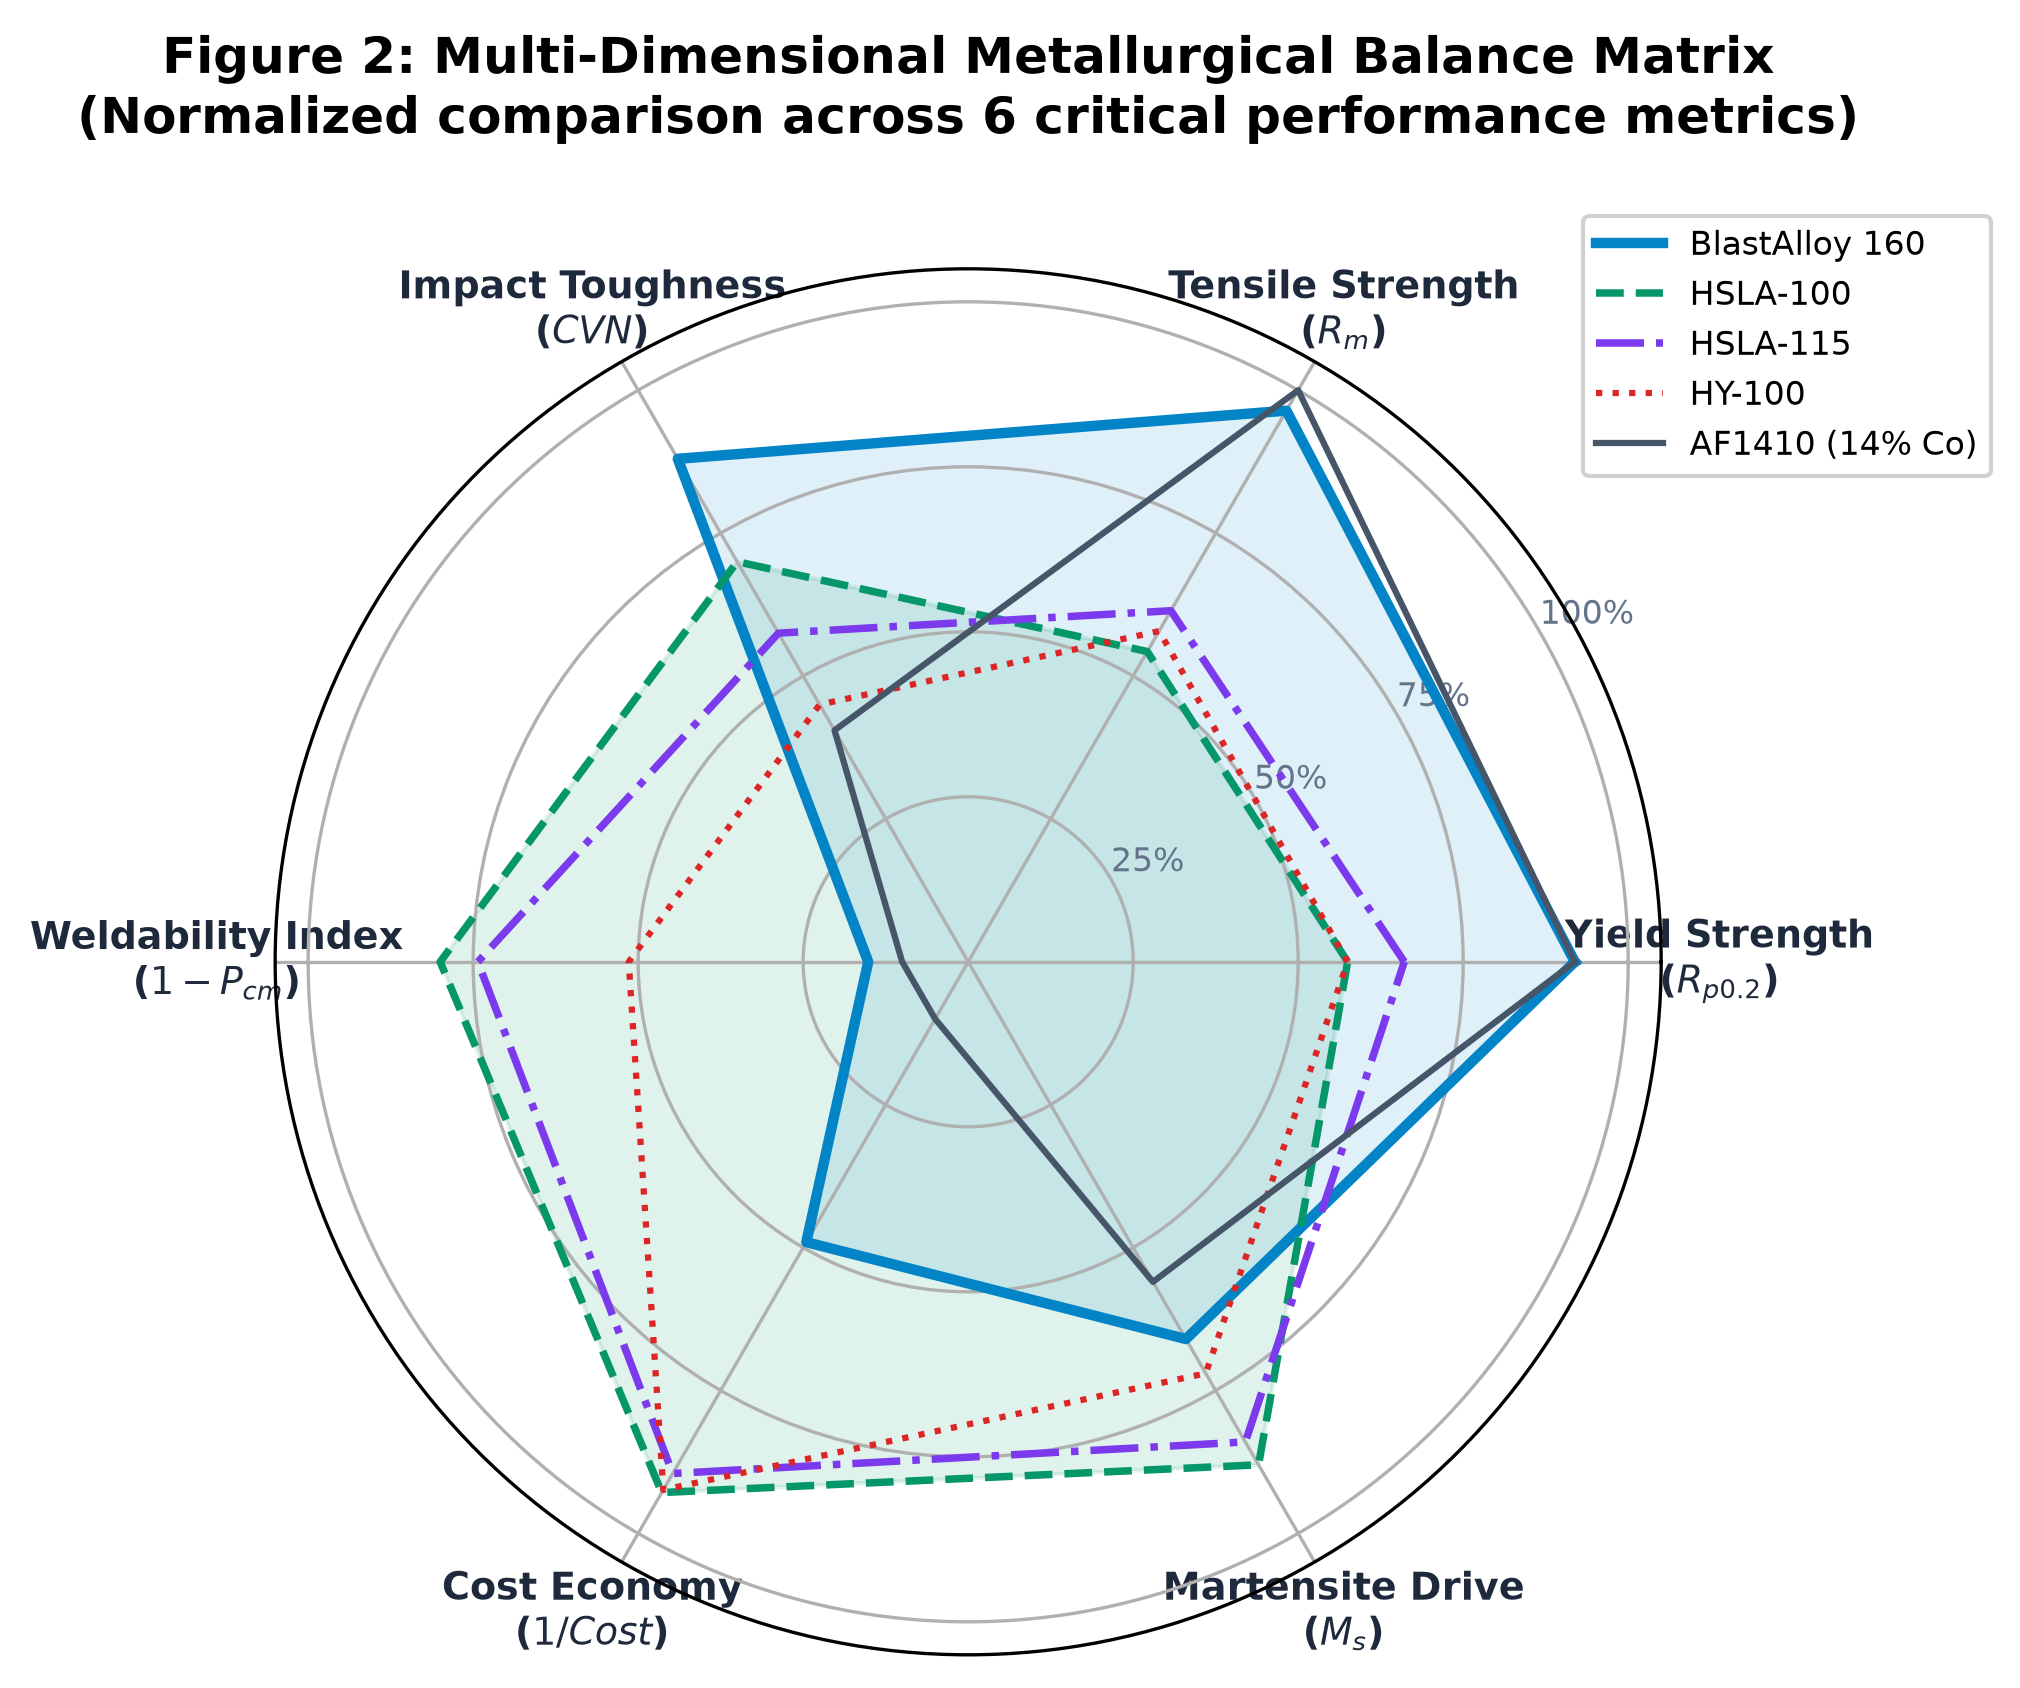 Figure 2: Multi-Dimensional Metallurgical Balance Matrix
(Normalized comparison across 6 critical performance metrics)
BlastAlloy 160
HSLA-100
HSLA-115
HY-100
AF1410 (14% Co)
Impact Toughness
(CVN)
Tensile Strength
(Rm)
100%
75%
50%
25%
Weldability Index
(1 − Pcm)
Yield Strength
(Rp0.2)
Cost Economy
(1/Cost)
Martensite Drive
(Ms)